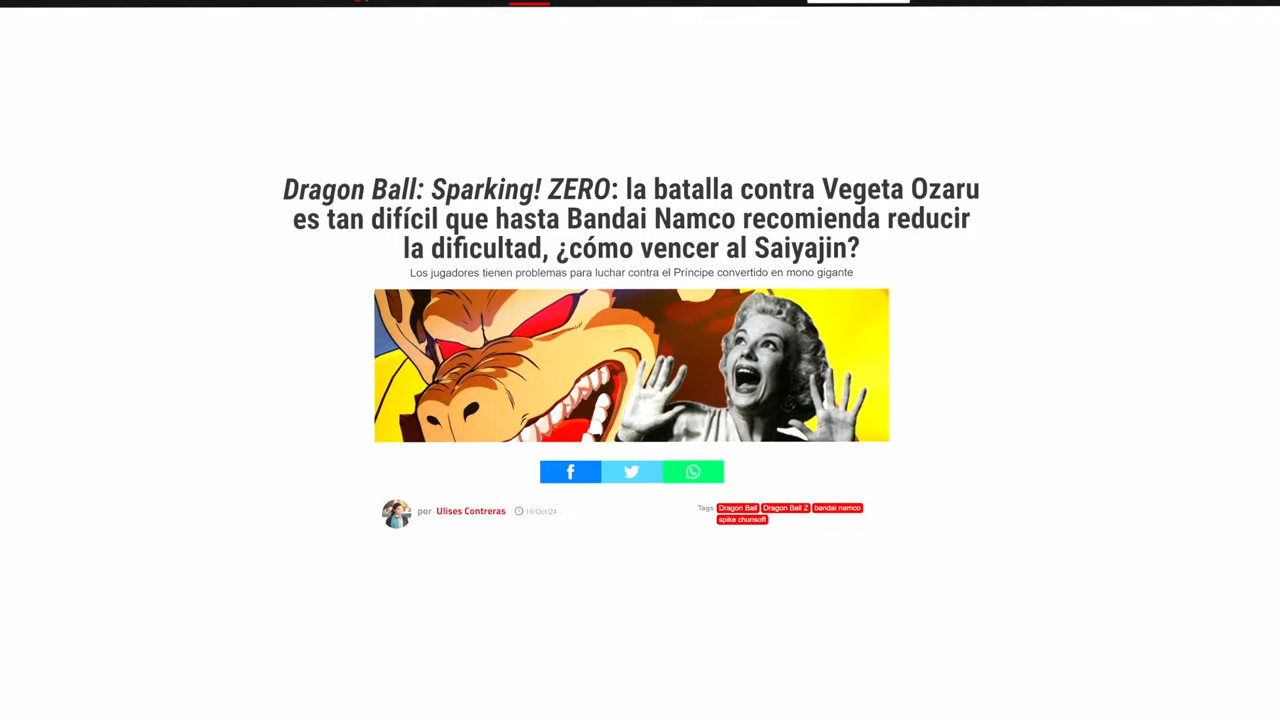 Dragon Ball: Sparking! ZERO: la batalla contra Vegeta Ozaru
es tan difícil que hasta Bandai Namco recomienda reducir
la dificultad, ¿cómo vencer al Saiyajin?
Los jugadores tienen problemas para luchar contra el Príncipe convertido en mono gigante
por Ulises Contreras 10/Oct/24
Tags Dragon Ball Dragon Ball Z bandai namco
spike chunsoft